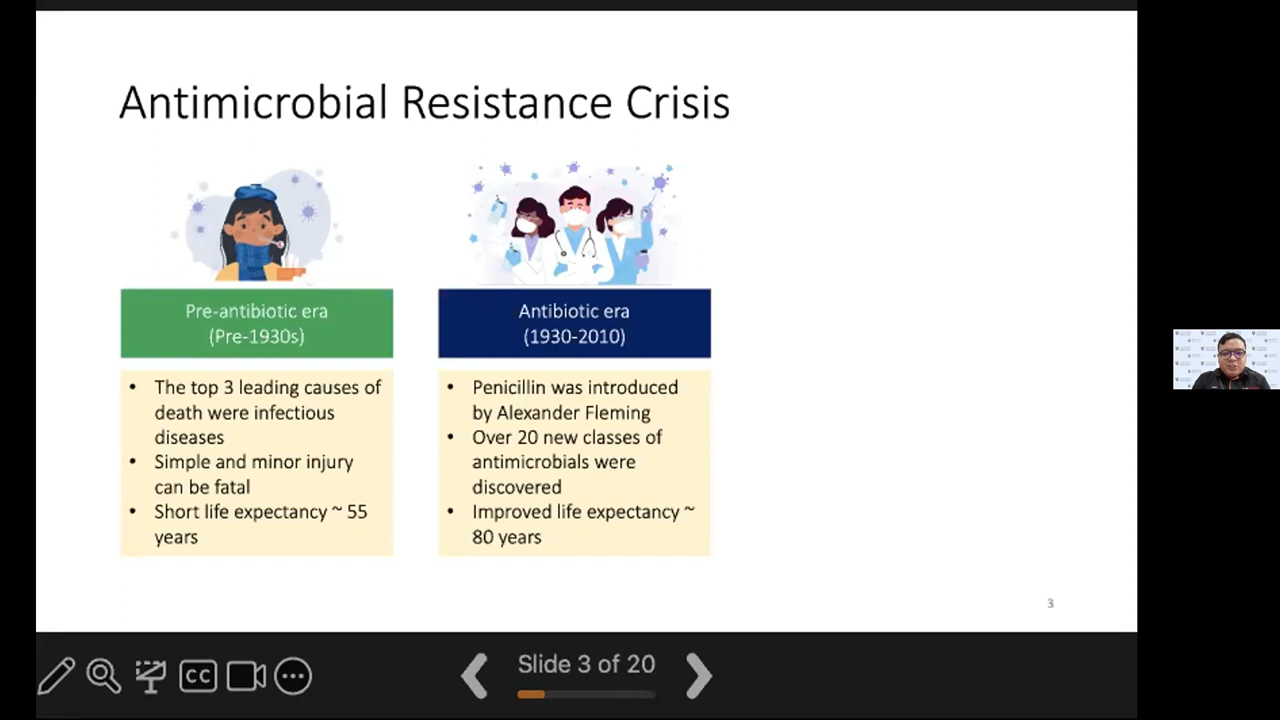 Antimicrobial Resistance Crisis
Pre-antibiotic era
(Pre-1930s)
• The top 3 leading causes of
death were infectious
diseases
• Simple and minor injury
can be fatal
• Short life expectancy ~ 55
years
Antibiotic era
(1930-2010)
• Penicillin was introduced
by Alexander Fleming
• Over 20 new classes of
antimicrobials were
discovered
• Improved life expectancy ~
80 years
3
CC
Slide 3 of 20